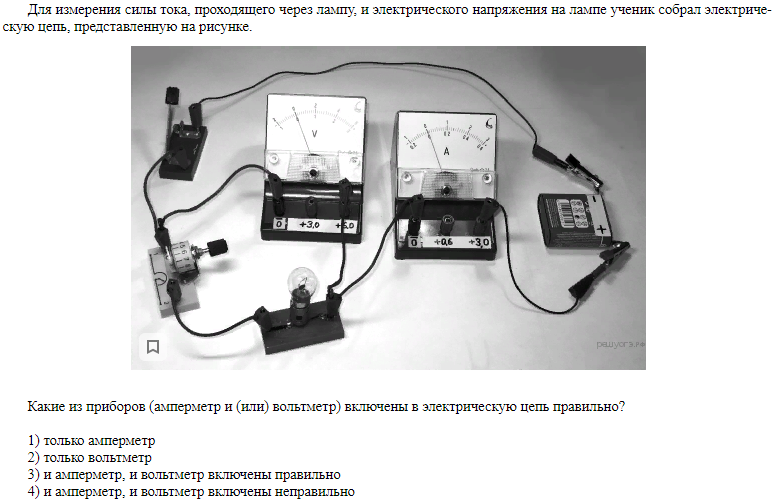 Для измерения силы тока, проходящего через лампу, и электрического напряжения на лампе ученик собрал электриче-
скую цепь, представленную на рисунке.
V
A
0 +3,0 +6,0
0 +0,6 +3,0
−
+
решуогэ.рф
Какие из приборов (амперметр и (или) вольтметр) включены в электрическую цепь правильно?
1) только амперметр
2) только вольтметр
3) и амперметр, и вольтметр включены правильно
4) и амперметр, и вольтметр включены неправильно